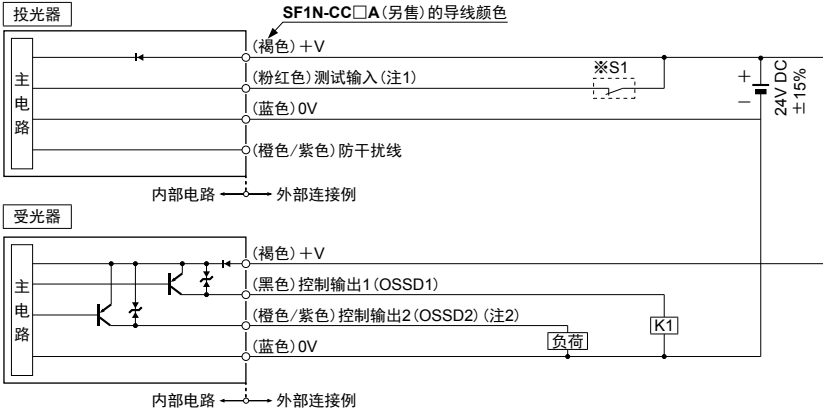 投光器
SF1N-CC□A(另售)的导线颜色
主电路
(褐色)＋V
(粉红色)测试输入(注1)
※S1
(蓝色)0V
＋
－
24V DC
±15%
(橙色/紫色)防干扰线
内部电路
外部连接例
受光器
主电路
(褐色)＋V
(黑色)控制输出1(OSSD1)
(橙色/紫色)控制输出2(OSSD2)(注2)
K1
负荷
(蓝色)0V
内部电路
外部连接例